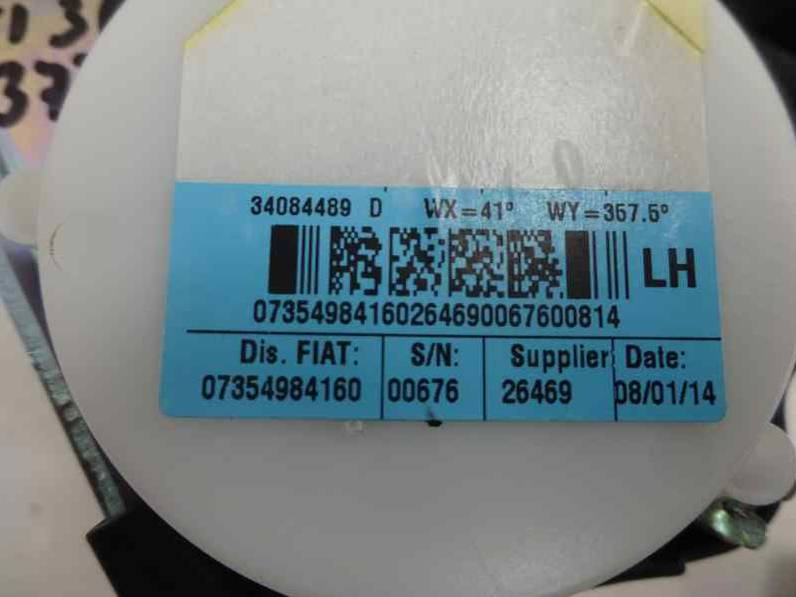 34084489 D WX=41° WY=357.5°
LH
07354984160264690067600814
Dis. FIAT: S/N: Supplier: Date:
07354984160 00676 26469 08/01/14